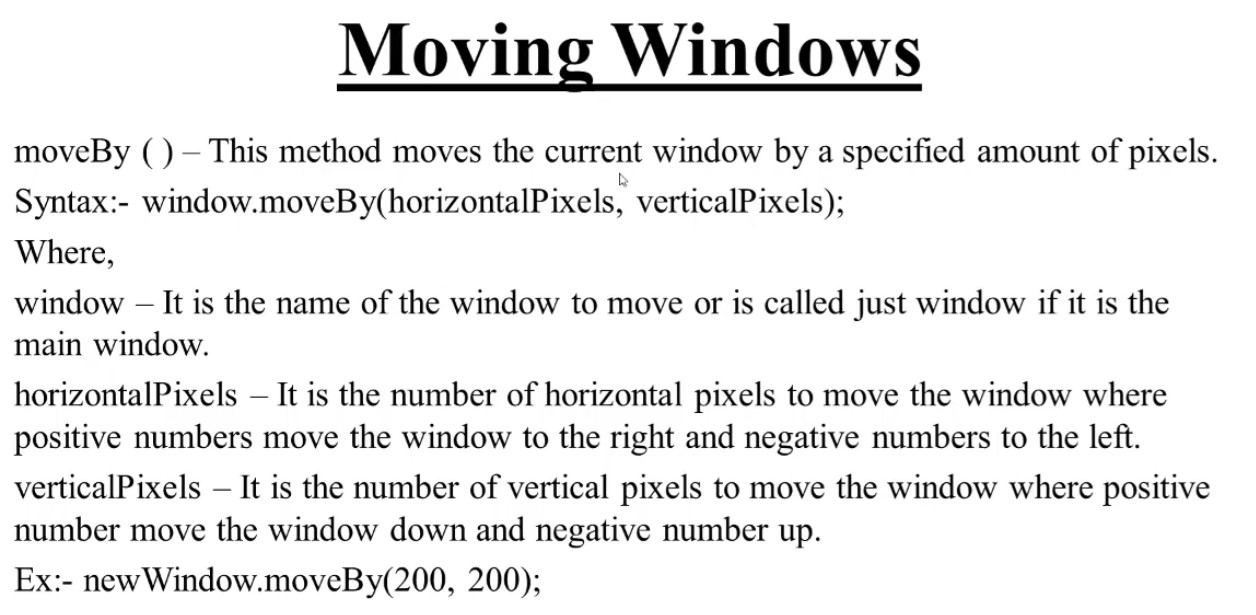 Moving Windows
moveBy ( ) – This method moves the current window by a specified amount of pixels.
Syntax:- window.moveBy(horizontalPixels, verticalPixels);
Where,
window – It is the name of the window to move or is called just window if it is the
main window.
horizontalPixels – It is the number of horizontal pixels to move the window where
positive numbers move the window to the right and negative numbers to the left.
verticalPixels – It is the number of vertical pixels to move the window where positive
number move the window down and negative number up.
Ex:- newWindow.moveBy(200, 200);